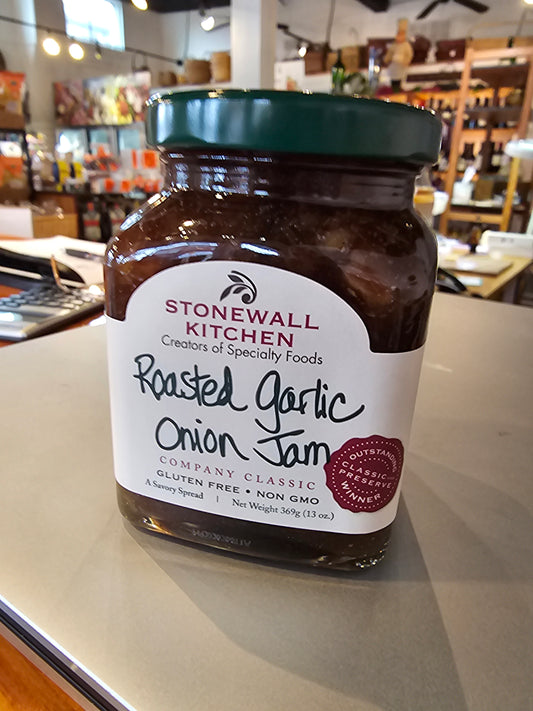 STONEWALL
KITCHEN
Creators of Specialty Foods
Roasted garlic
Onion Jam
COMPANY CLASSIC
GLUTEN FREE • NON GMO
A Savory Spread | Net Weight 369g (13 oz.)
OUTSTANDING
CLASSIC
PRESERVE
WINNER